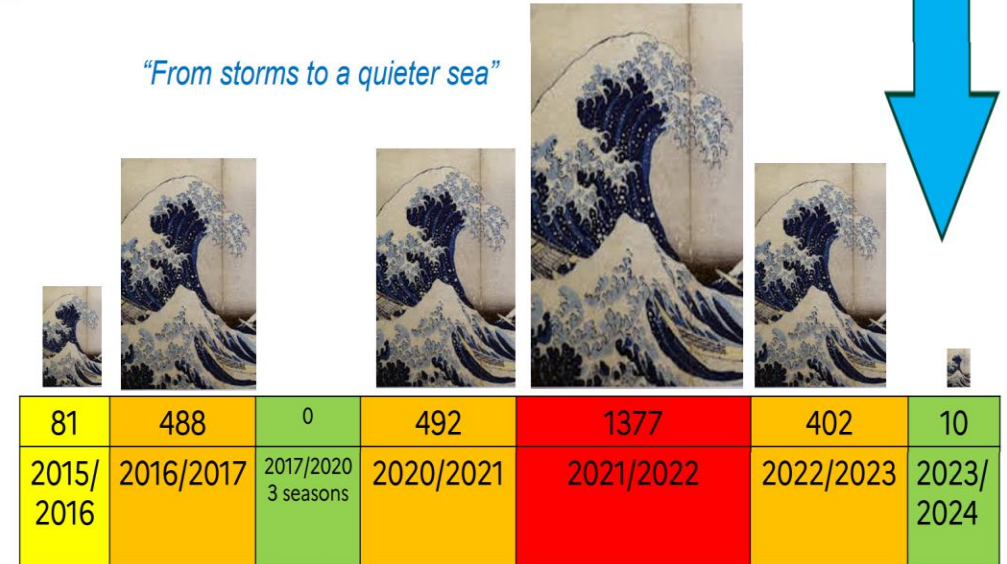 “From storms to a quieter sea”
81 488 0 492 1377 402 10
2015/ 2016/2017 2017/2020 2020/2021 2021/2022 2022/2023 2023/
2016 3 seasons 2024